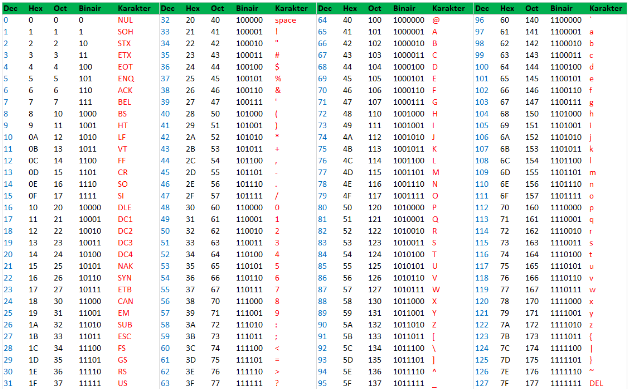 Dec Hex Oct Binair Karakter Dec Hex Oct Binair Karakter Dec Hex Oct Binair Karakter Dec Hex Oct Binair Karakter
0 0 0 0 NUL 32 20 40 100000 space 64 40 100 1000000 @ 96 60 140 1100000 `
1 1 1 1 SOH 33 21 41 100001 ! 65 41 101 1000001 A 97 61 141 1100001 a
2 2 2 10 STX 34 22 42 100010 " 66 42 102 1000010 B 98 62 142 1100010 b
3 3 3 11 ETX 35 23 43 100011 # 67 43 103 1000011 C 99 63 143 1100011 c
4 4 4 100 EOT 36 24 44 100100 $ 68 44 104 1000100 D 100 64 144 1100100 d
5 5 5 101 ENQ 37 25 45 100101 % 69 45 105 1000101 E 101 65 145 1100101 e
6 6 6 110 ACK 38 26 46 100110 & 70 46 106 1000110 F 102 66 146 1100110 f
7 7 7 111 BEL 39 27 47 100111 ' 71 47 107 1000111 G 103 67 147 1100111 g
8 8 10 1000 BS 40 28 50 101000 ( 72 48 110 1001000 H 104 68 150 1101000 h
9 9 11 1001 HT 41 29 51 101001 ) 73 49 111 1001001 I 105 69 151 1101001 i
10 0A 12 1010 LF 42 2A 52 101010 * 74 4A 112 1001010 J 106 6A 152 1101010 j
11 0B 13 1011 VT 43 2B 53 101011 + 75 4B 113 1001011 K 107 6B 153 1101011 k
12 0C 14 1100 FF 44 2C 54 101100 , 76 4C 114 1001100 L 108 6C 154 1101100 l
13 0D 15 1101 CR 45 2D 55 101101 - 77 4D 115 1001101 M 109 6D 155 1101101 m
14 0E 16 1110 SO 46 2E 56 101110 . 78 4E 116 1001110 N 110 6E 156 1101110 n
15 0F 17 1111 SI 47 2F 57 101111 / 79 4F 117 1001111 O 111 6F 157 1101111 o
16 10 20 10000 DLE 48 30 60 110000 0 80 50 120 1010000 P 112 70 160 1110000 p
17 11 21 10001 DC1 49 31 61 110001 1 81 51 121 1010001 Q 113 71 161 1110001 q
18 12 22 10010 DC2 50 32 62 110010 2 82 52 122 1010010 R 114 72 162 1110010 r
19 13 23 10011 DC3 51 33 63 110011 3 83 53 123 1010011 S 115 73 163 1110011 s
20 14 24 10100 DC4 52 34 64 110100 4 84 54 124 1010100 T 116 74 164 1110100 t
21 15 25 10101 NAK 53 35 65 110101 5 85 55 125 1010101 U 117 75 165 1110101 u
22 16 26 10110 SYN 54 36 66 110110 6 86 56 126 1010110 V 118 76 166 1110110 v
23 17 27 10111 ETB 55 37 67 110111 7 87 57 127 1010111 W 119 77 167 1110111 w
24 18 30 11000 CAN 56 38 70 111000 8 88 58 130 1011000 X 120 78 170 1111000 x
25 19 31 11001 EM 57 39 71 111001 9 89 59 131 1011001 Y 121 79 171 1111001 y
26 1A 32 11010 SUB 58 3A 72 111010 : 90 5A 132 1011010 Z 122 7A 172 1111010 z
27 1B 33 11011 ESC 59 3B 73 111011 ; 91 5B 133 1011011 [ 123 7B 173 1111011 {
28 1C 34 11100 FS 60 3C 74 111100 < 92 5C 134 1011100 \ 124 7C 174 1111100 |
29 1D 35 11101 GS 61 3D 75 111101 = 93 5D 135 1011101 ] 125 7D 175 1111101 }
30 1E 36 11110 RS 62 3E 76 111110 > 94 5E 136 1011110 ^ 126 7E 176 1111110 ~
31 1F 37 11111 US 63 3F 77 111111 ? 95 5F 137 1011111 _ 127 7F 177 1111111 DEL